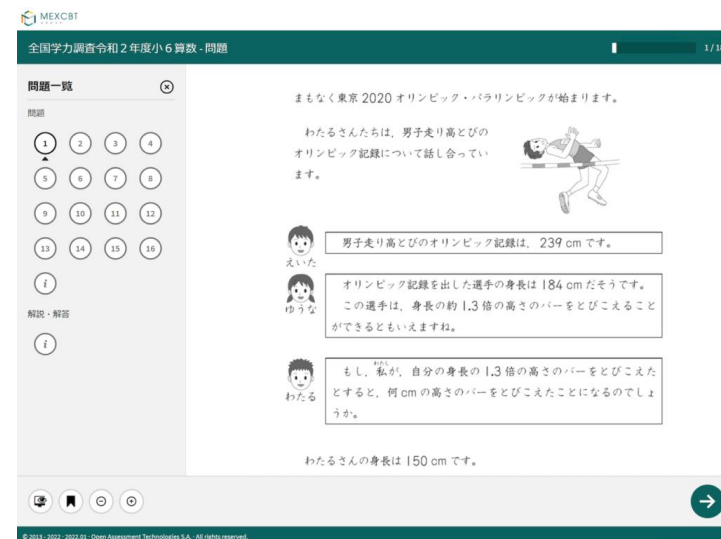 MEXCBT
全国学力調査令和2年度小6算数 - 問題
1 / 18
問題一覧
問題
1 2 3 4
5 6 7 8
9 10 11 12
13 14 15 16
i
解説・解答
i
まもなく東京2020オリンピック・パラリンピックが始まります。
わたるさんたちは，男子走り高とびの
オリンピック記録について話し合ってい
ます。
男子走り高とびのオリンピック記録は，239 cmです。
えいた
オリンピック記録を出した選手の身長は184 cmだそうです。
この選手は，身長の約1.3倍の高さのバーをとびこえること
ができるともいえますね。
ゆうな
わたし
もし，私が，自分の身長の1.3倍の高さのバーをとびこえた
とすると，何cmの高さのバーをとびこえたことになるのでしょ
うか。
わたる
わたるさんの身長は150 cmです。
© 2013 - 2022 · 2022.01 · Open Assessment Technologies S.A. · All rights reserved.